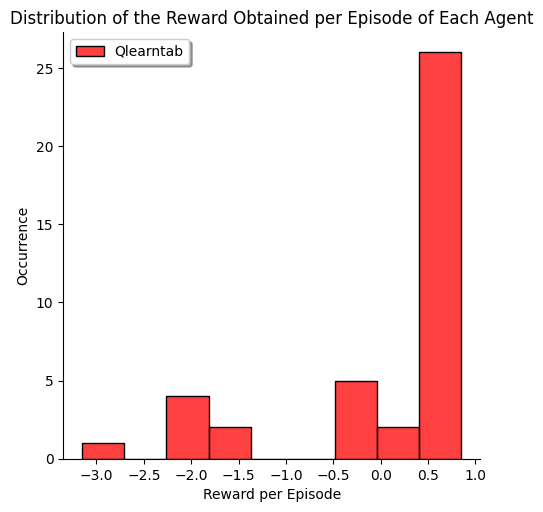 Distribution of the Reward Obtained per Episode of Each Agent
Qlearntab
25
20
15
10
5
0
Occurrence
−3.0 −2.5 −2.0 −1.5 −1.0 −0.5 0.0 0.5 1.0
Reward per Episode